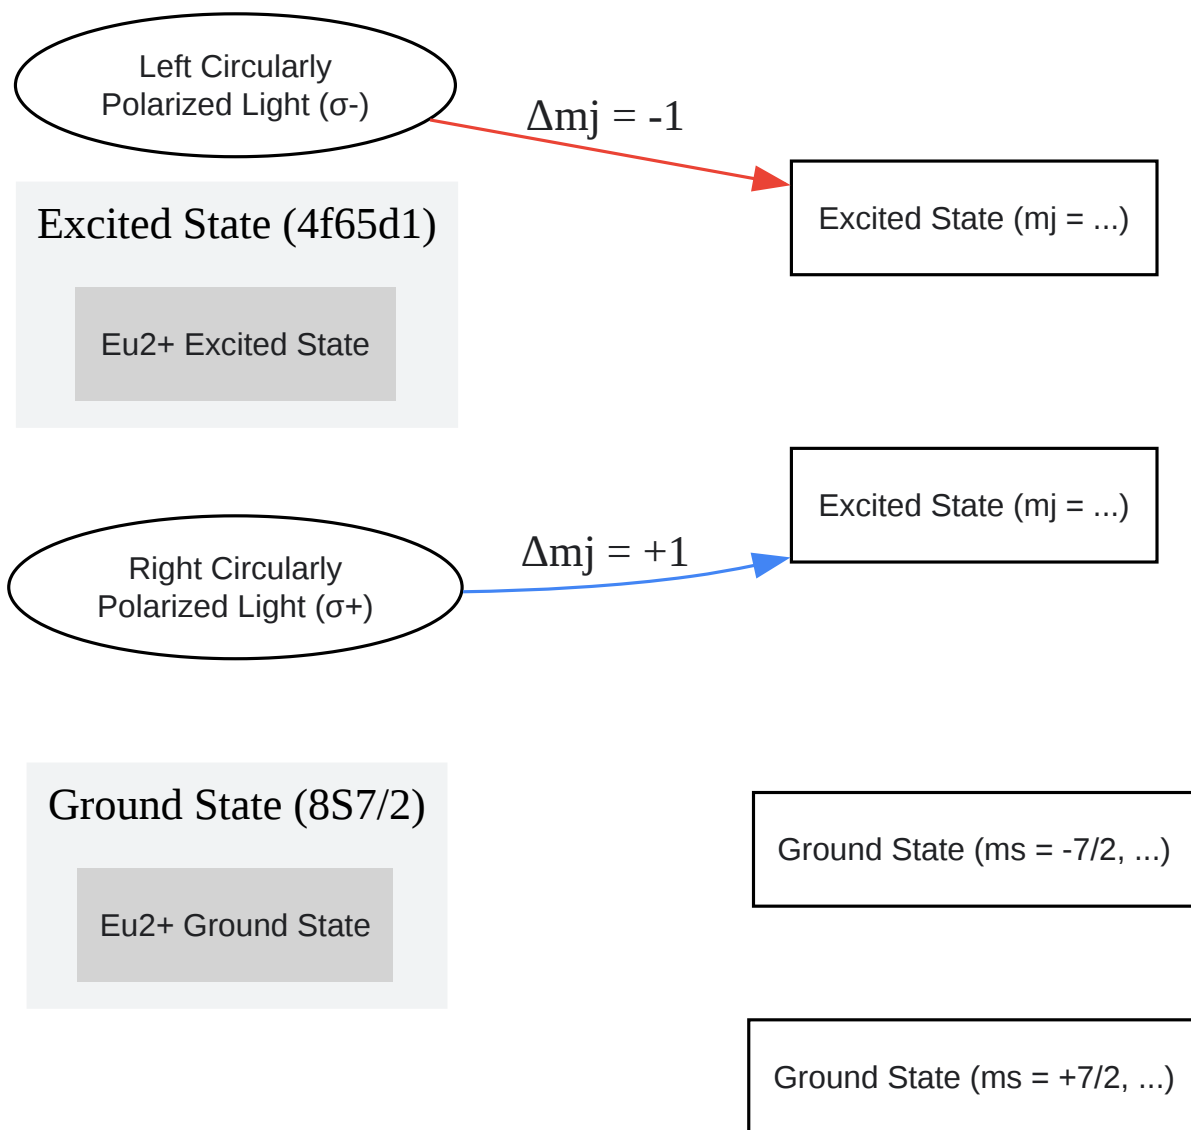 Left Circularly
Polarized Light (σ-)
Δmj = -1
Excited State (mj = ...)
Excited State (4f65d1)
Eu2+ Excited State
Excited State (mj = ...)
Δmj = +1
Right Circularly
Polarized Light (σ+)
Ground State (8S7/2)
Ground State (ms = -7/2, ...)
Eu2+ Ground State
Ground State (ms = +7/2, ...)